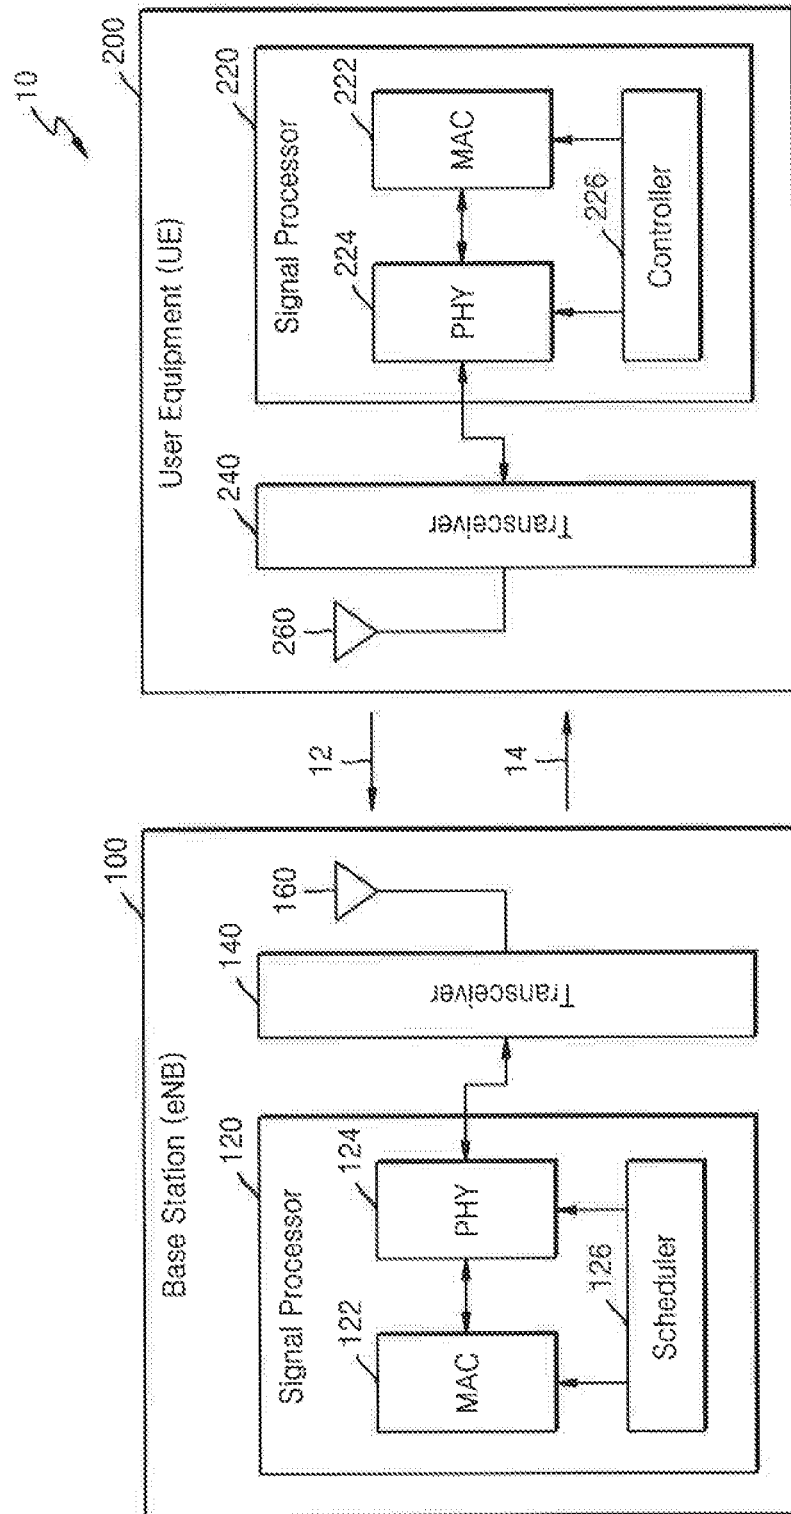 10
Base Station (eNB)
100
Signal Processor
120
MAC
122
PHY
124
Scheduler
126
Transceiver
140
160
12
14
User Equipment (UE)
200
260
Transceiver
240
Signal Processor
220
PHY
224
MAC
222
Controller
226